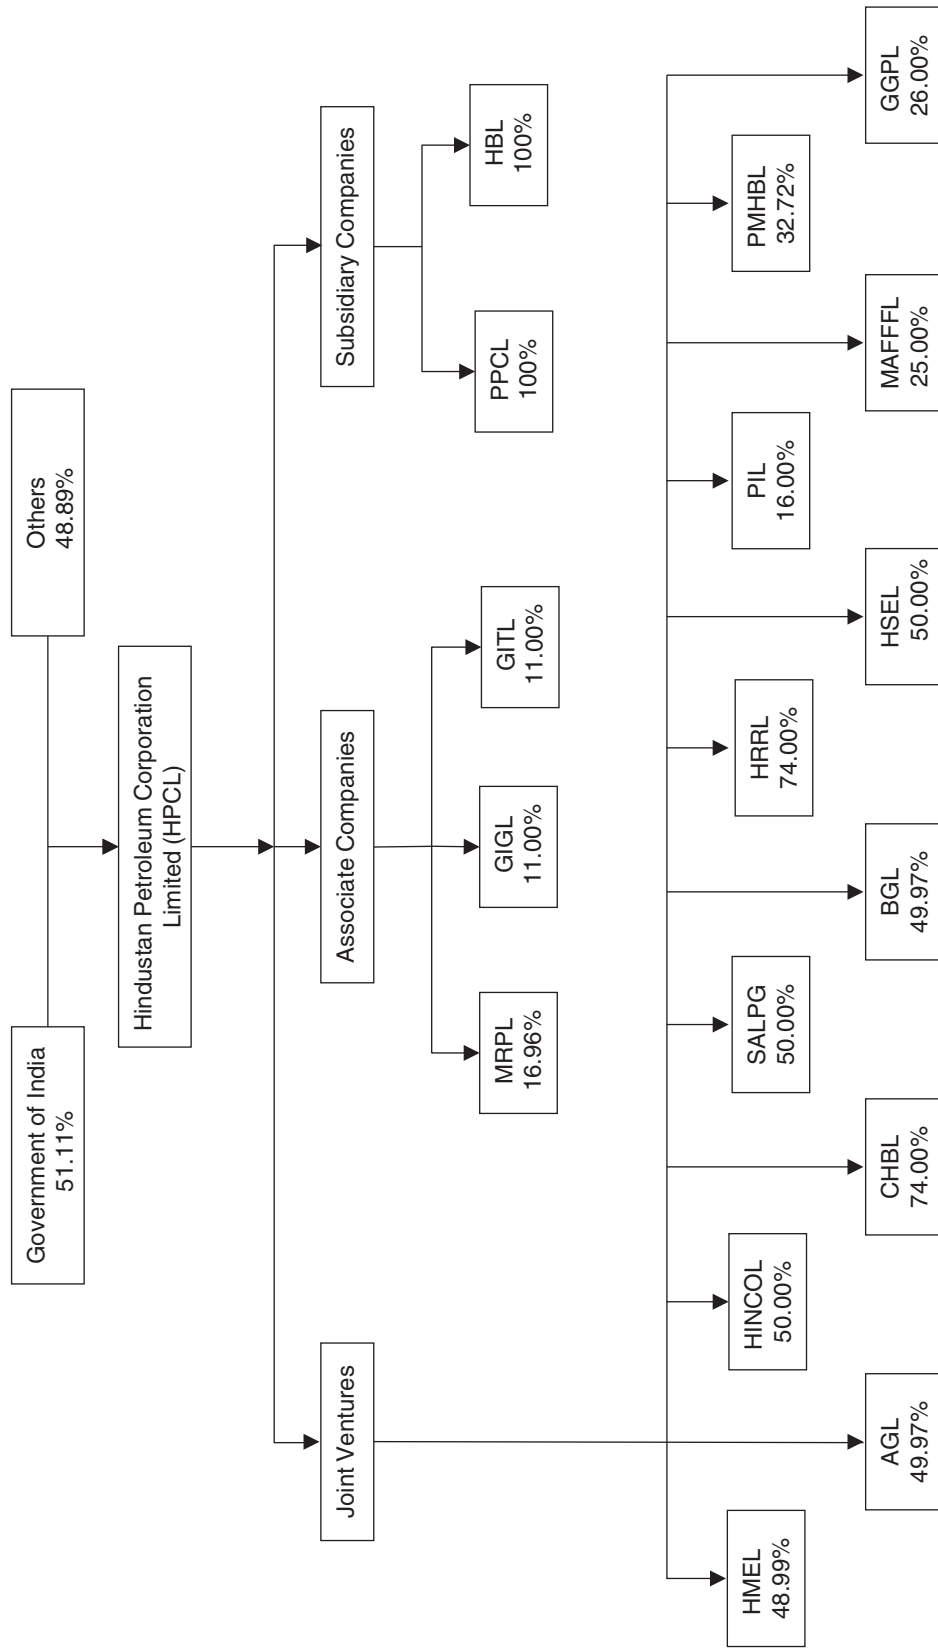 Government of India
51.11%
Others
48.89%
Hindustan Petroleum Corporation
Limited (HPCL)
Joint Ventures
Associate Companies
Subsidiary Companies
MRPL
16.96%
GIGL
11.00%
GITL
11.00%
PPCL
100%
HBL
100%
HMEL
48.99%
HINCOL
50.00%
SALPG
50.00%
HRRL
74.00%
PIL
16.00%
PMHBL
32.72%
AGL
49.97%
CHBL
74.00%
BGL
49.97%
HSEL
50.00%
MAFFFL
25.00%
GGPL
26.00%